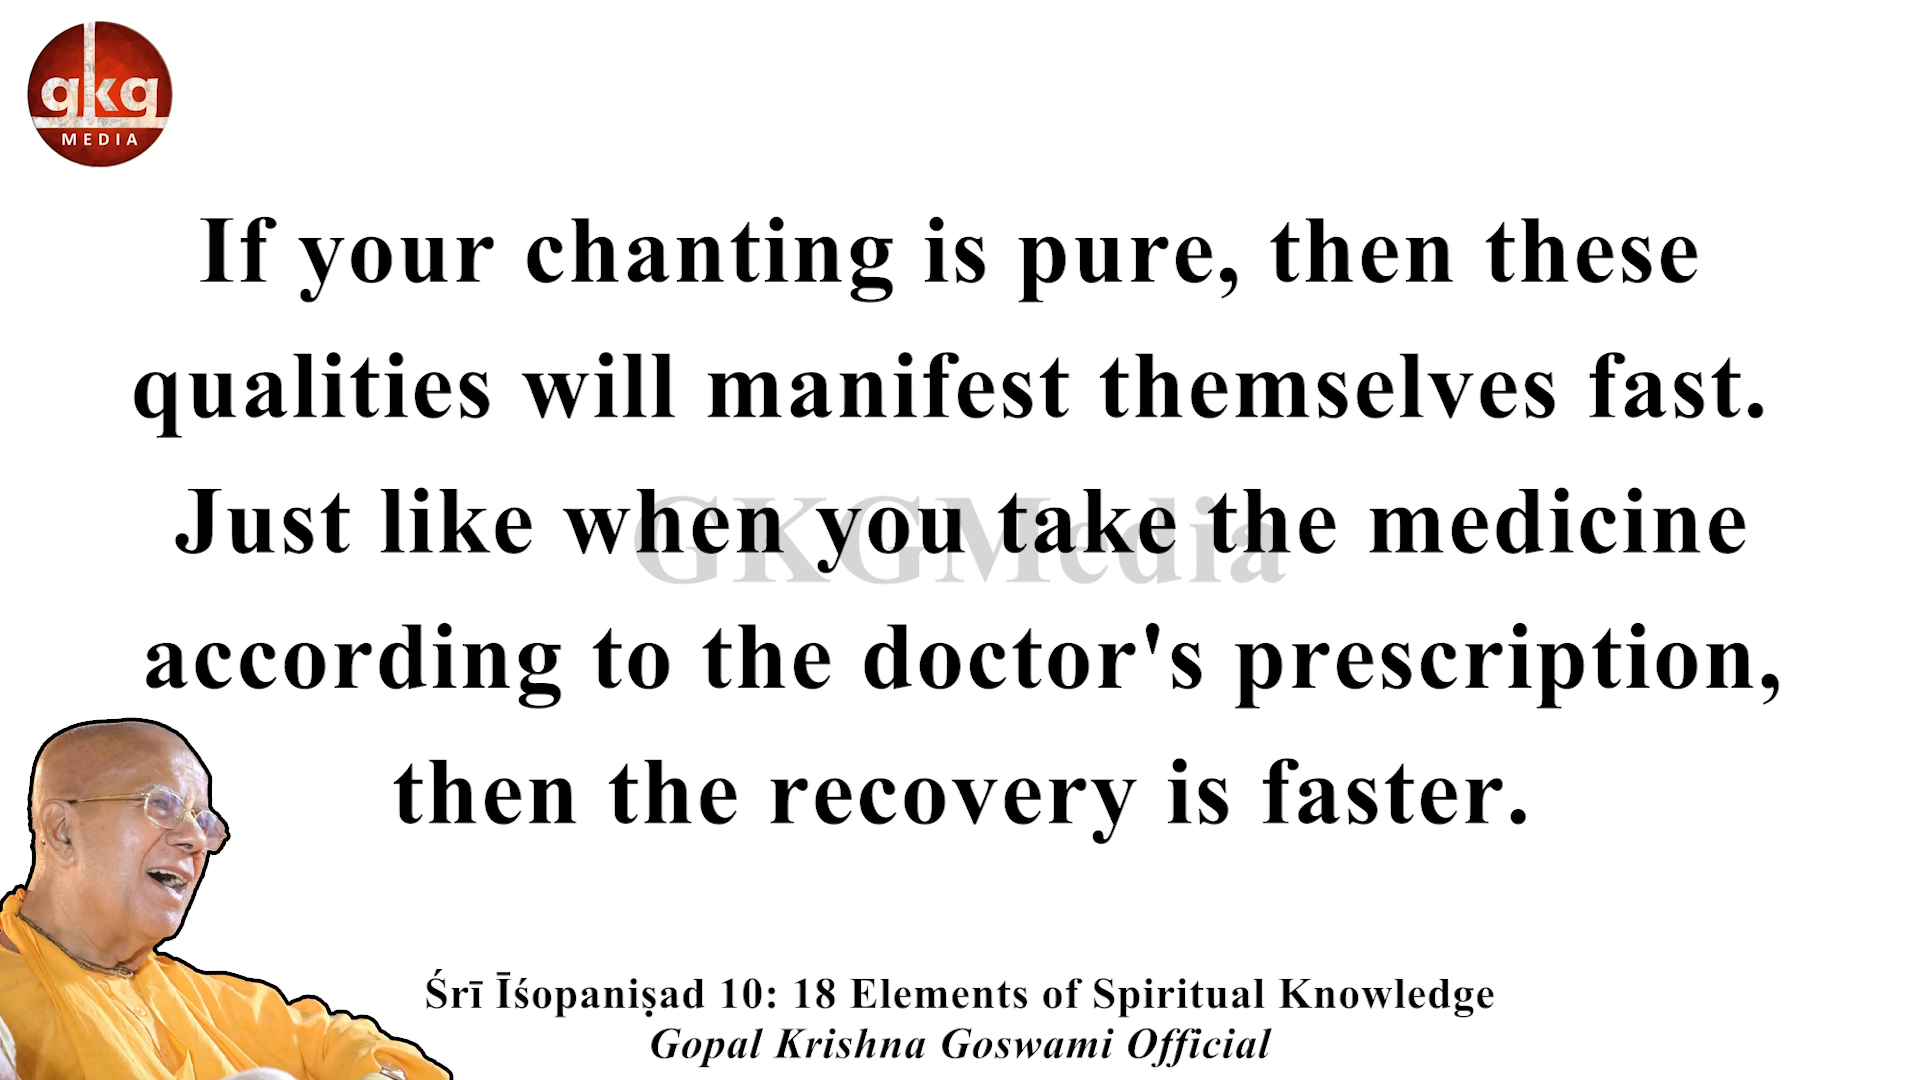 gkg
MEDIA
If your chanting is pure, then these
qualities will manifest themselves fast.
Just like when you take the medicine
according to the doctor's prescription,
then the recovery is faster.
GKGMedia
Śrī Īśopaniṣad 10: 18 Elements of Spiritual Knowledge
Gopal Krishna Goswami Official